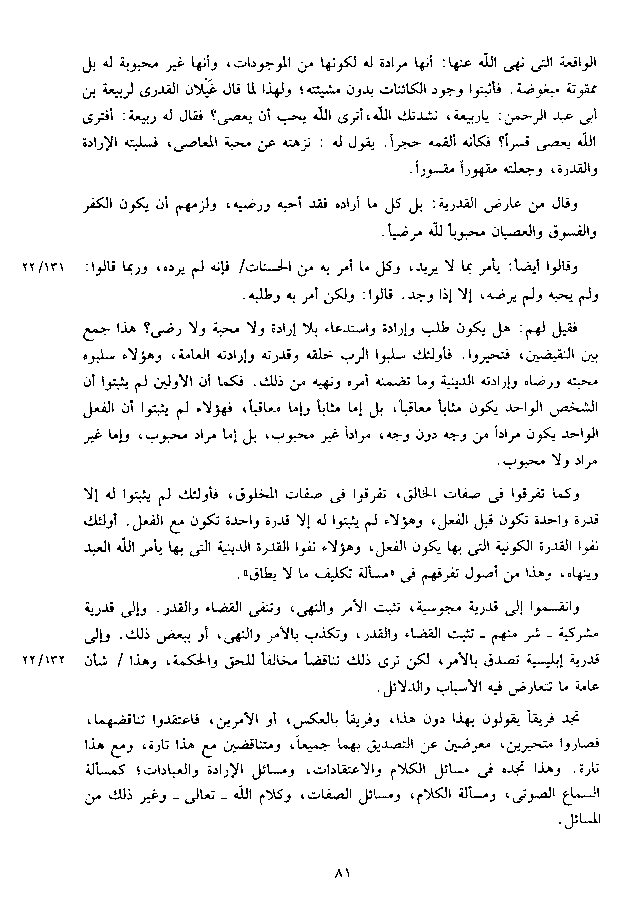 الواقعة التى نهى الله عنها: أنها مرادة له لكونها من الموجودات، وأنها غير محبوبة له بل
ممقوتة مبغوضة. فأثبتوا وجود الكائنات بدون مشيئته؛ ولهذا لما قال غَيْلان القدرى لربيعة بن
أبى عبد الرحمن: ياربيعة، نشدتك الله، أترى الله يحب أن يعصى؟ فقال له ربيعة: أفترى
الله يعصى قسراً؟ فكأنه ألقمه حجراً. يقول له : نزهته عن محبة المعاصى، فسلبته الإرادة
والقدرة، وجعلته مقهوراً مقسوراً.
وقال من عارض القدرية: بل كل ما أراده فقد أحبه ورضيه، ولزمهم أن يكون الكفر
والفسوق والعصيان محبوباً لله مرضياً.
وقالوا أيضاً: يأمر بما لا يريد، وكل ما أمر به من الحسنات/ فإنه لم يرده، وربما قالوا: ٢٢/١٣١
ولم يحبه ولم يرضه، إلا إذا وجد. قالوا: ولكن أمر به وطلبه.
فقيل لهم: هل يكون طلب وإرادة واستدعاء بلا إرادة ولا محبة ولا رضى؟ هذا جمع
بين النقيضين، فتحيروا. فأولئك سلبوا الرب خلقه وقدرته وإرادته العامة، وهؤلاء سلبوه
محبته ورضاه وإرادته الدينية وما تضمنه أمره ونهيه من ذلك. فكما أن الأولين لم يثبتوا أن
الشخص الواحد يكون مثاباً معاقباً، بل إما مثاباً وإما معاقباً، فهؤلاء لم يثبتوا أن الفعل
الواحد يكون مراداً من وجه دون وجه، مراداً غير محبوب، بل إما مراد محبوب، وإما غير
مراد ولا محبوب.
وكما تفرقوا فى صفات الخالق، تفرقوا فى صفات المخلوق، فأولئك لم يثبتوا له إلا
قدرة واحدة تكون قبل الفعل، وهؤلاء لم يثبتوا له إلا قدرة واحدة تكون مع الفعل. أولئك
نفوا القدرة الكونية التى بها يكون الفعل، وهؤلاء نفوا القدرة الدينية التى بها يأمر الله العبد
وينهاه، وهذا من أصول تفرقهم فى «مسألة تكليف ما لا يطاق».
وانقسموا إلى قدرية مجوسية، تثبت الأمر والنهى، وتنفى القضاء والقدر. وإلى قدرية
مشركية ـ شر منهم ـ تثبت القضاء والقدر، وتكذب بالأمر والنهى، أو ببعض ذلك. وإلى
قدرية إبليسية تصدق بالأمر، لكن ترى ذلك تناقضاً مخالفاً للحق والحكمة، وهذا / شأن ٢٢/١٣٢
عامة ما تتعارض فيه الأسباب والدلائل.
تجد فريقاً يقولون بهذا دون هذا، وفريقاً بالعكس، أو الأمرين، فاعتقدوا تناقضهما،
فصاروا متحيرين، معرضين عن التصديق بهما جميعاً، ومتناقضين مع هذا تارة، ومع هذا
تارة. وهذا تجده فى مسائل الكلام والاعتقادات، ومسائل الإرادة والعبادات؛ كمسألة
السماع الصوتى، ومسألة الكلام، ومسائل الصفات، وكلام الله ـ تعالى ـ وغير ذلك من
المسائل.
٨١